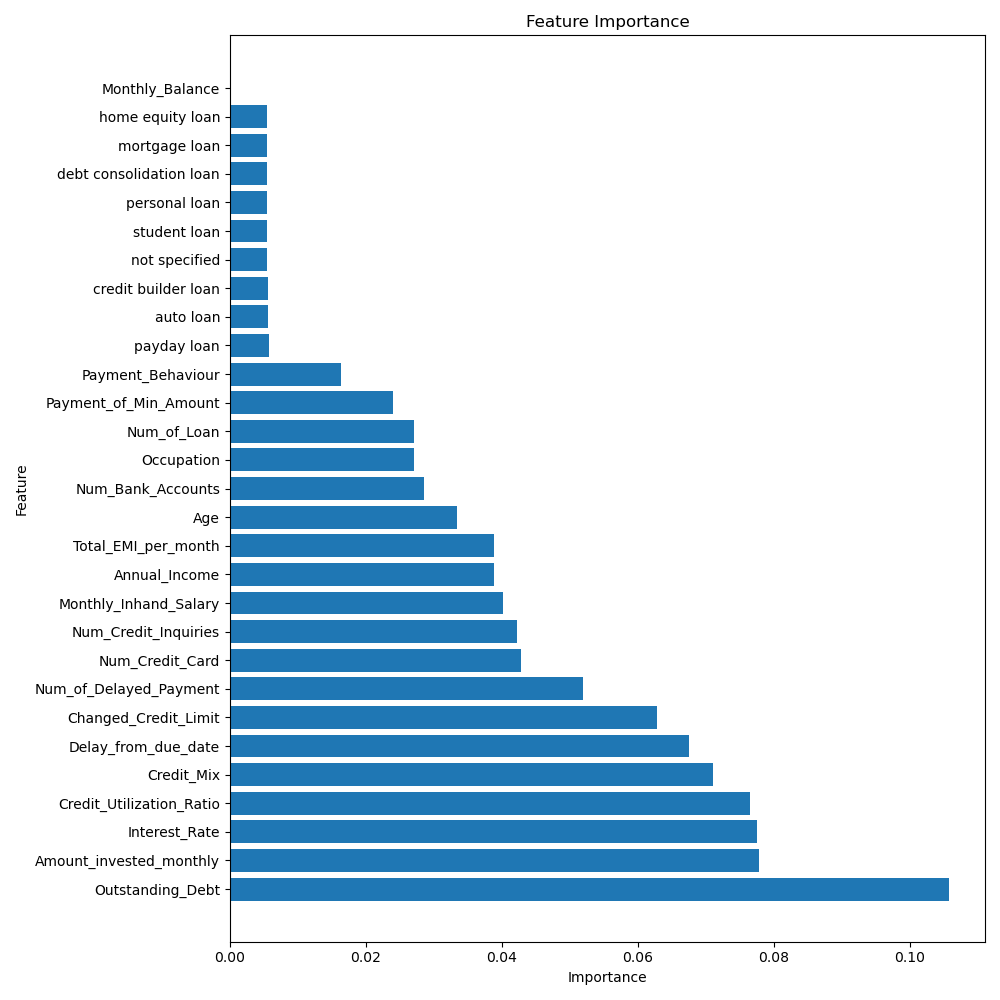 Feature Importance
Monthly_Balance
home equity loan
mortgage loan
debt consolidation loan
personal loan
student loan
not specified
credit builder loan
auto loan
payday loan
Payment_Behaviour
Payment_of_Min_Amount
Num_of_Loan
Occupation
Num_Bank_Accounts
Age
Total_EMI_per_month
Annual_Income
Monthly_Inhand_Salary
Num_Credit_Inquiries
Num_Credit_Card
Num_of_Delayed_Payment
Changed_Credit_Limit
Delay_from_due_date
Credit_Mix
Credit_Utilization_Ratio
Interest_Rate
Amount_invested_monthly
Outstanding_Debt
Feature
0.00 0.02 0.04 0.06 0.08 0.10
Importance